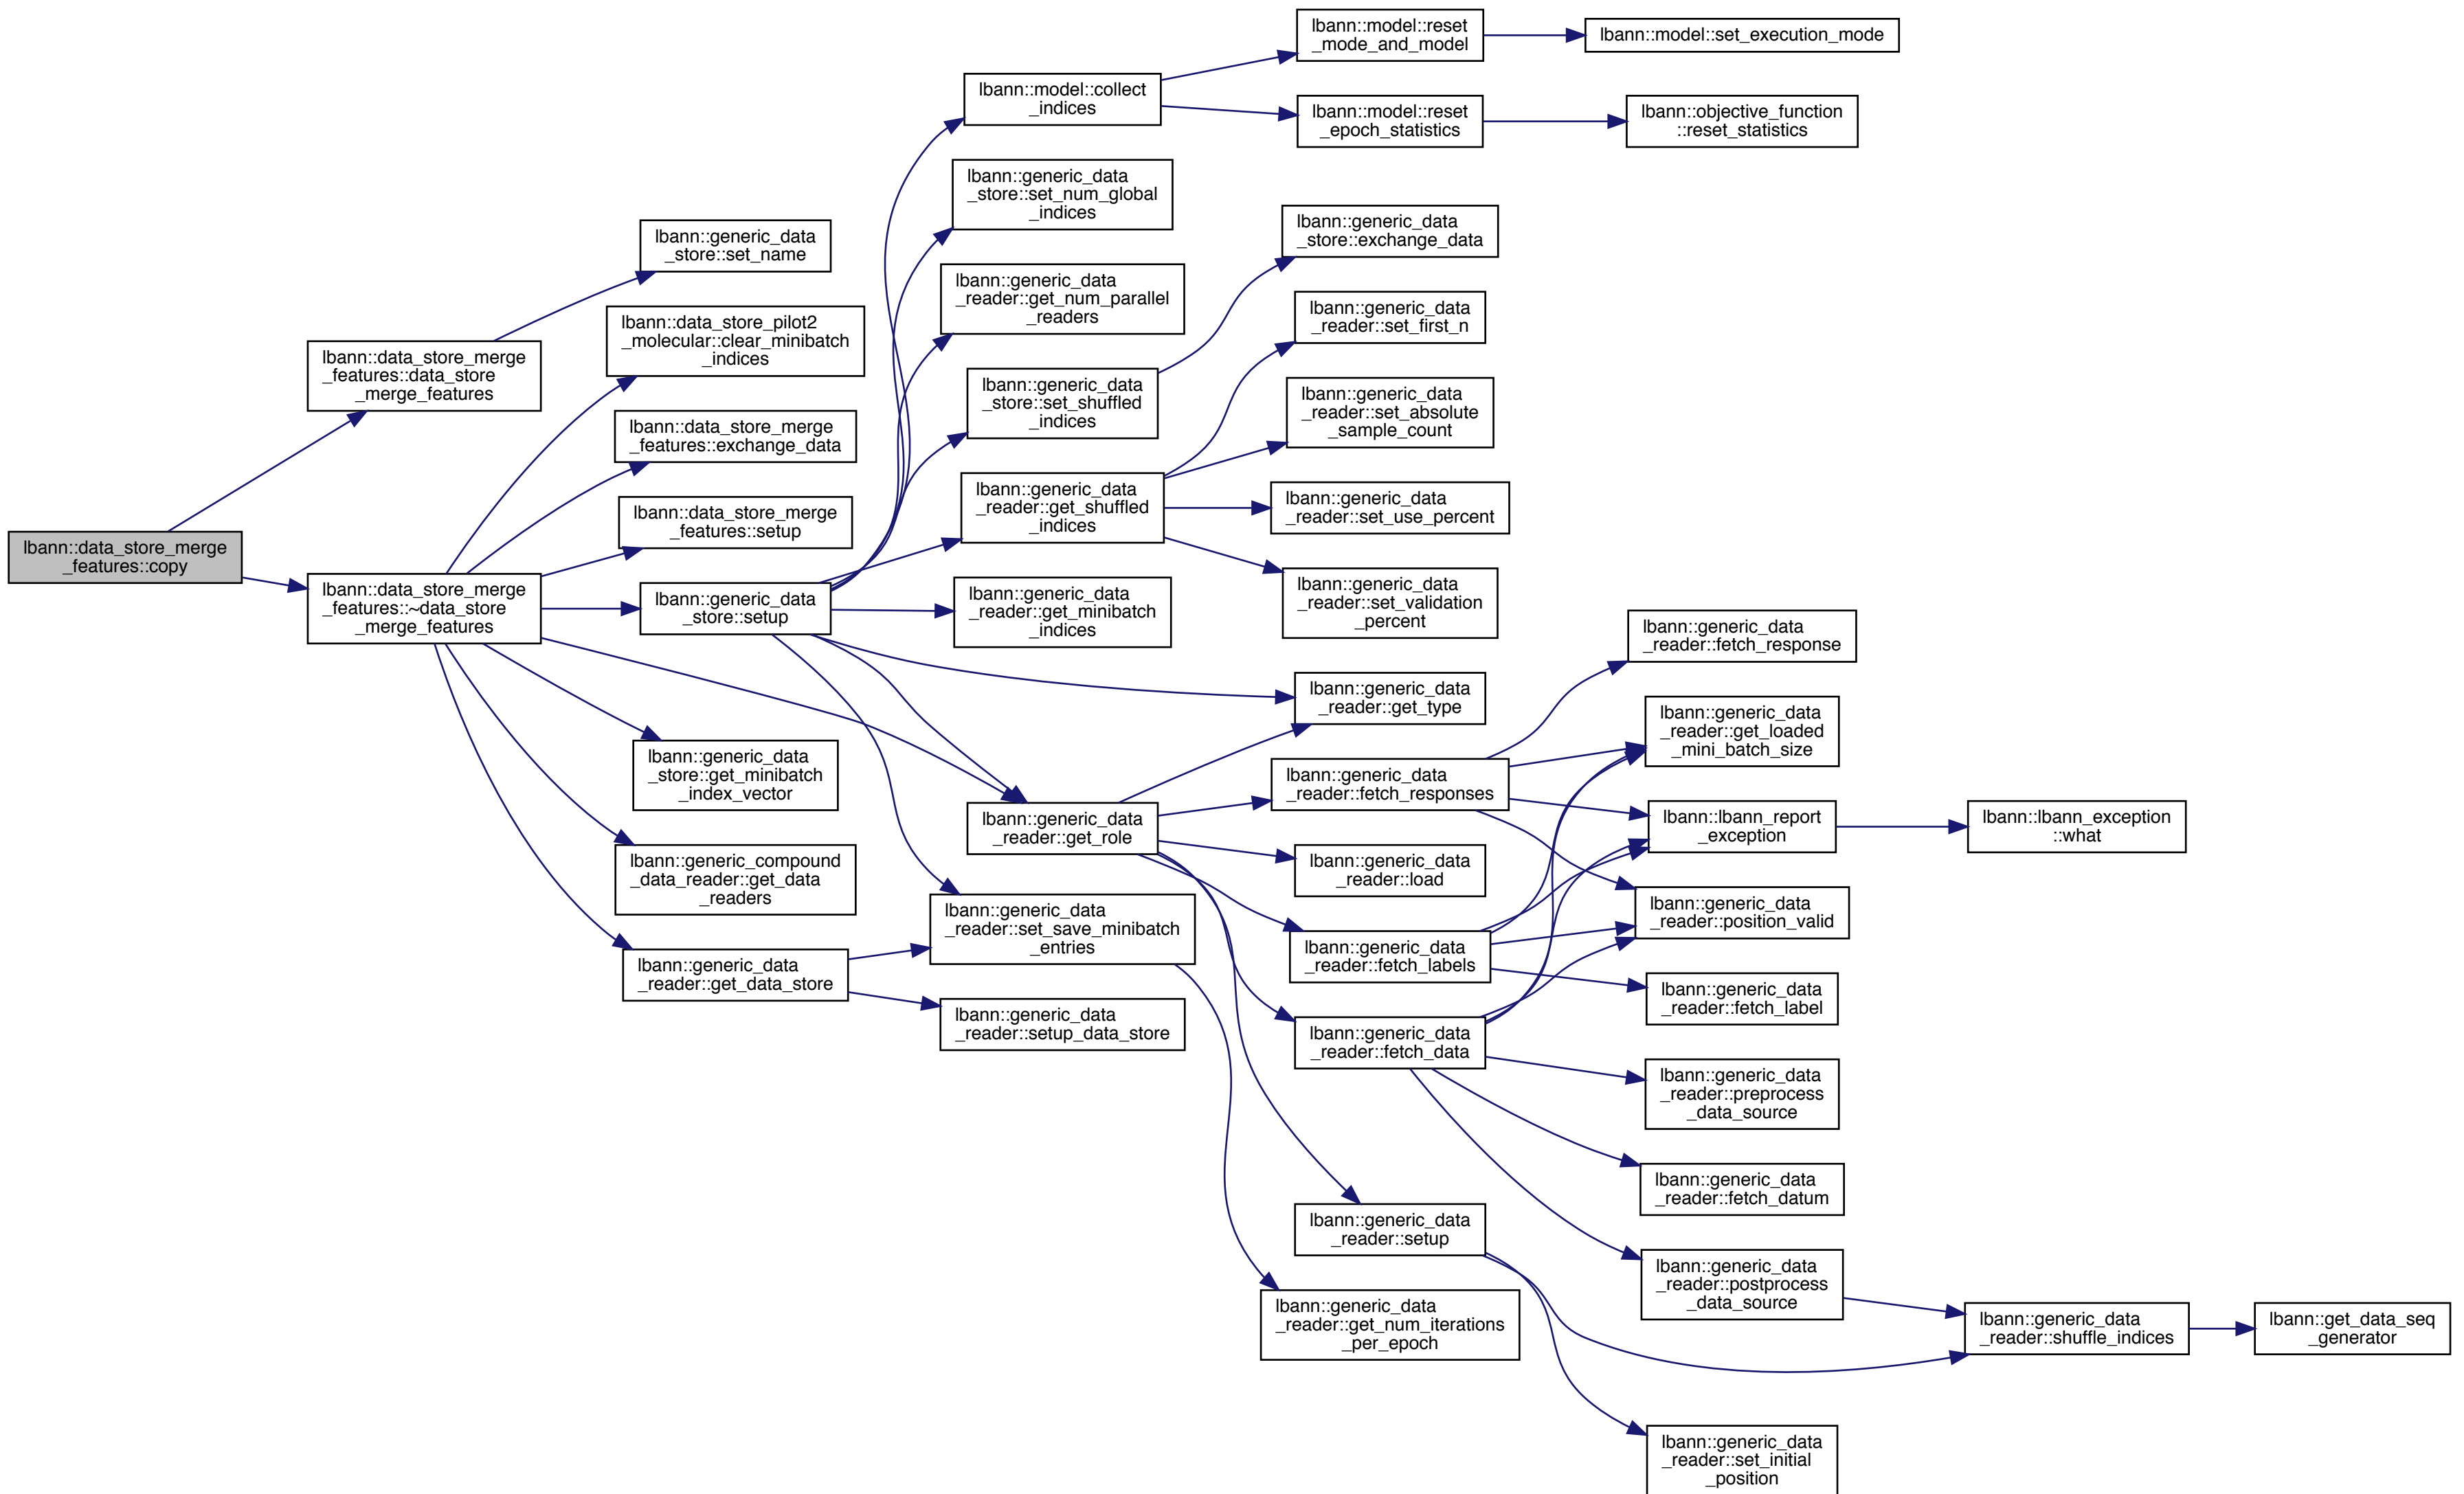 lbann::data_store_merge
_features::copy
lbann::data_store_merge
_features::data_store
_merge_features
lbann::data_store_merge
_features::~data_store
_merge_features
lbann::generic_data
_store::set_name
lbann::data_store_pilot2
_molecular::clear_minibatch
_indices
lbann::data_store_merge
_features::exchange_data
lbann::data_store_merge
_features::setup
lbann::generic_data
_store::setup
lbann::generic_data
_store::get_minibatch
_index_vector
lbann::generic_compound
_data_reader::get_data
_readers
lbann::generic_data
_reader::get_data_store
lbann::model::collect
_indices
lbann::generic_data
_store::set_num_global
_indices
lbann::generic_data
_reader::get_num_parallel
_readers
lbann::generic_data
_store::set_shuffled
_indices
lbann::generic_data
_reader::get_shuffled
_indices
lbann::generic_data
_reader::get_minibatch
_indices
lbann::generic_data
_reader::get_role
lbann::generic_data
_reader::set_save_minibatch
_entries
lbann::generic_data
_reader::setup_data_store
lbann::model::reset
_mode_and_model
lbann::model::reset
_epoch_statistics
lbann::generic_data
_store::exchange_data
lbann::generic_data
_reader::set_first_n
lbann::generic_data
_reader::set_absolute
_sample_count
lbann::generic_data
_reader::set_use_percent
lbann::generic_data
_reader::set_validation
_percent
lbann::generic_data
_reader::get_type
lbann::generic_data
_reader::fetch_responses
lbann::generic_data
_reader::load
lbann::generic_data
_reader::fetch_labels
lbann::generic_data
_reader::fetch_data
lbann::generic_data
_reader::setup
lbann::generic_data
_reader::get_num_iterations
_per_epoch
lbann::model::set_execution_mode
lbann::objective_function
::reset_statistics
lbann::generic_data
_reader::fetch_response
lbann::generic_data
_reader::get_loaded
_mini_batch_size
lbann::lbann_report
_exception
lbann::generic_data
_reader::position_valid
lbann::generic_data
_reader::fetch_label
lbann::generic_data
_reader::preprocess
_data_source
lbann::generic_data
_reader::fetch_datum
lbann::generic_data
_reader::postprocess
_data_source
lbann::generic_data
_reader::set_initial
_position
lbann::lbann_exception
::what
lbann::generic_data
_reader::shuffle_indices
lbann::get_data_seq
_generator